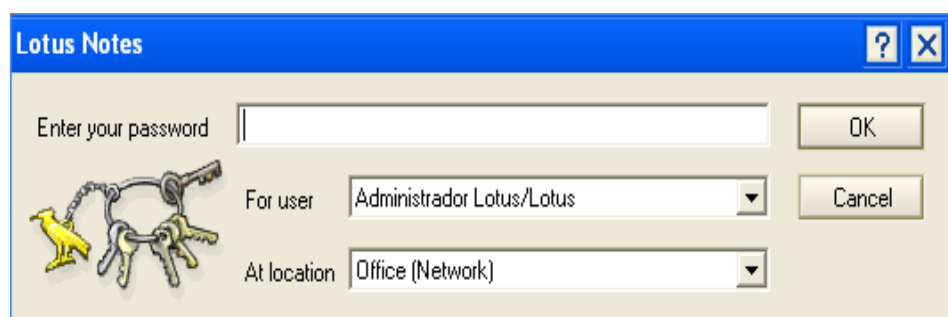 Lotus Notes
Enter your password
OK
For user
Administrador Lotus/Lotus
Cancel
At location
Office (Network)